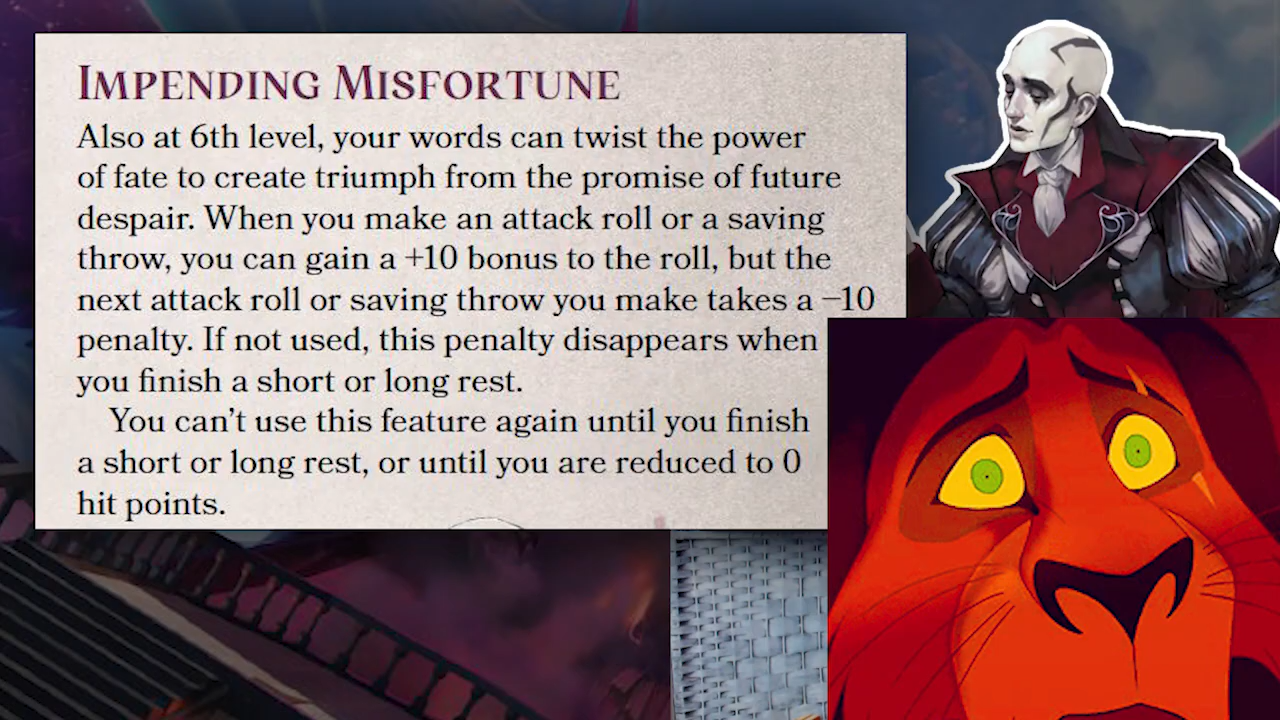 IMPENDING MISFORTUNE
Also at 6th level, your words can twist the power
of fate to create triumph from the promise of future
despair. When you make an attack roll or a saving
throw, you can gain a +10 bonus to the roll, but the
next attack roll or saving throw you make takes a −10
penalty. If not used, this penalty disappears when
you finish a short or long rest.
You can't use this feature again until you finish
a short or long rest, or until you are reduced to 0
hit points.